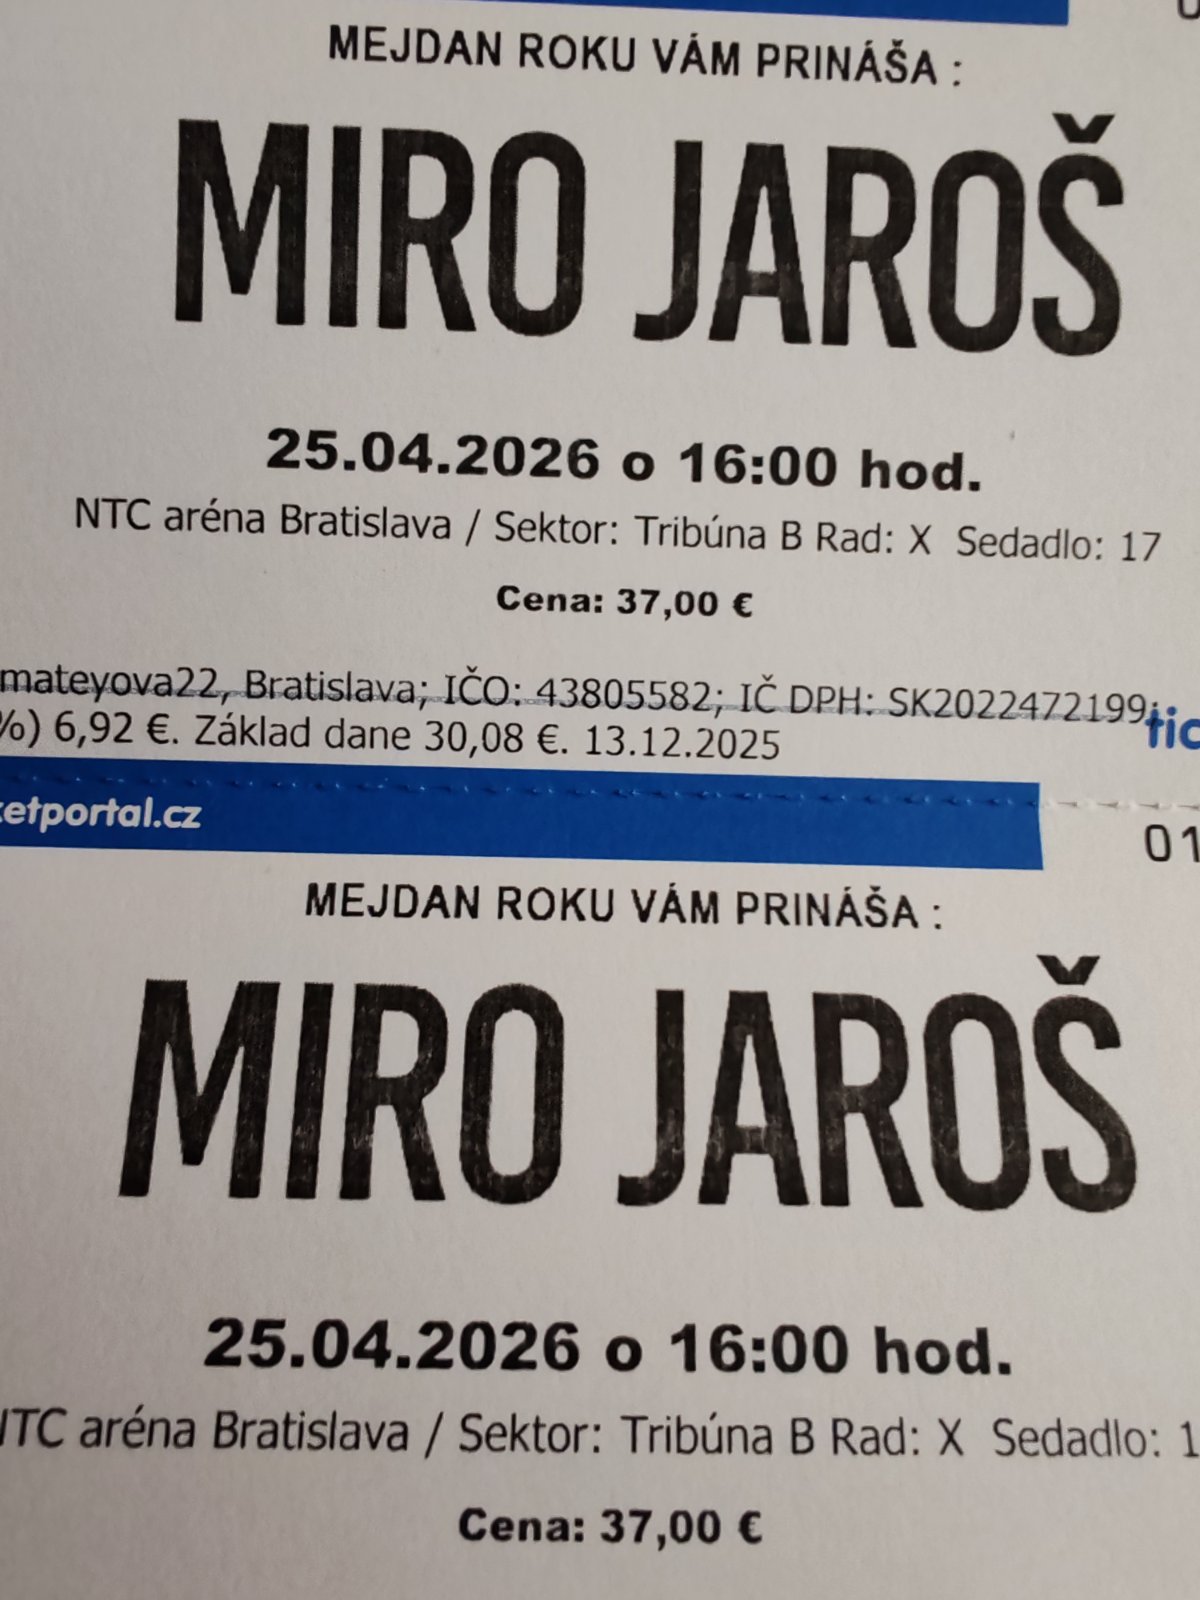 MEJDAN ROKU VÁM PRINÁŠA :
MIRO JAROŠ
25.04.2026 o 16:00 hod.
NTC aréna Bratislava / Sektor: Tribúna B Rad: X Sedadlo: 17
Cena: 37,00 €
mateyova22, Bratislava; IČO: 43805582; IČ DPH: SK2022472199;
%) 6,92 €. Základ dane 30,08 €. 13.12.2025
tic
etportal.cz
01
MEJDAN ROKU VÁM PRINÁŠA :
MIRO JAROŠ
25.04.2026 o 16:00 hod.
NTC aréna Bratislava / Sektor: Tribúna B Rad: X Sedadlo: 1
Cena: 37,00 €